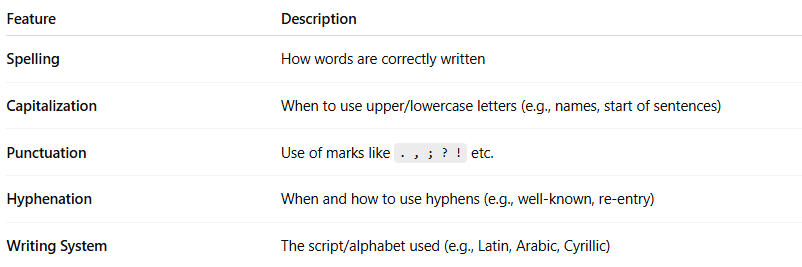 Feature Description
Spelling How words are correctly written
Capitalization When to use upper/lowercase letters (e.g., names, start of sentences)
Punctuation Use of marks like . , ; ? ! etc.
Hyphenation When and how to use hyphens (e.g., well-known, re-entry)
Writing System The script/alphabet used (e.g., Latin, Arabic, Cyrillic)